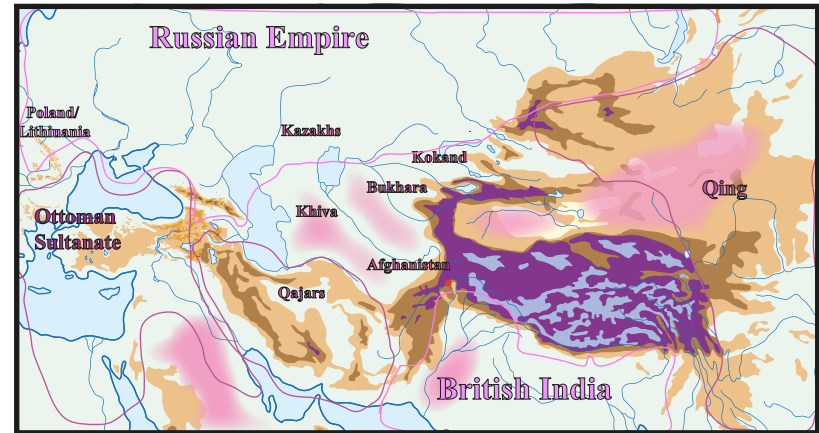 Russian Empire
Poland/
Lithuania
Kazakhs
Kokand
Bukhara
Qing
Khiva
Ottoman
Sultanate
Afghanistan
Qajars
British India